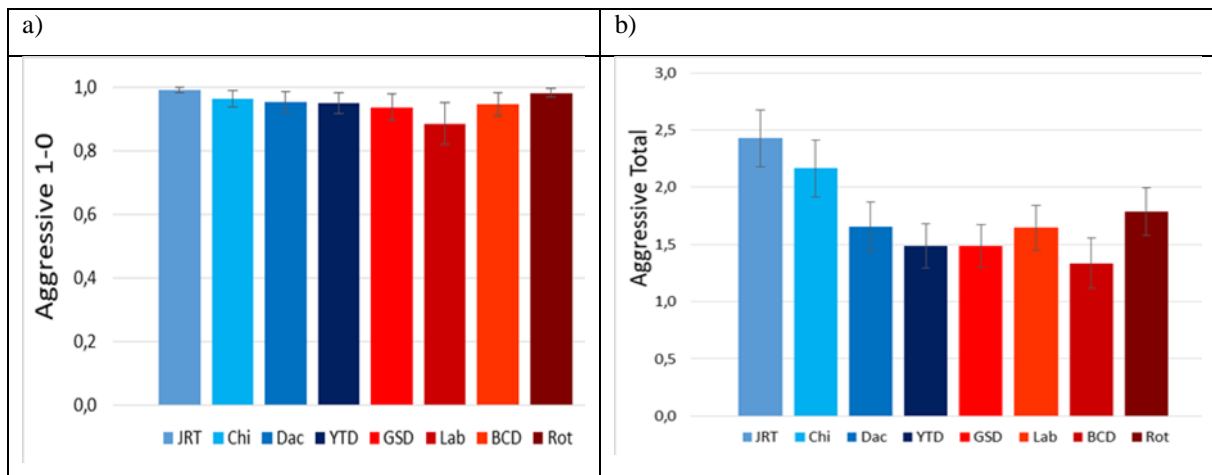 a)
b)
Aggressive 1-0
1,0
0,8
0,6
0,4
0,2
0,0
JRT Chi Dac YTD GSD Lab BCD Rot
Aggressive Total
3,0
2,5
2,0
1,5
1,0
0,5
0,0
JRT Chi Dac YTD GSD Lab BCD Rot